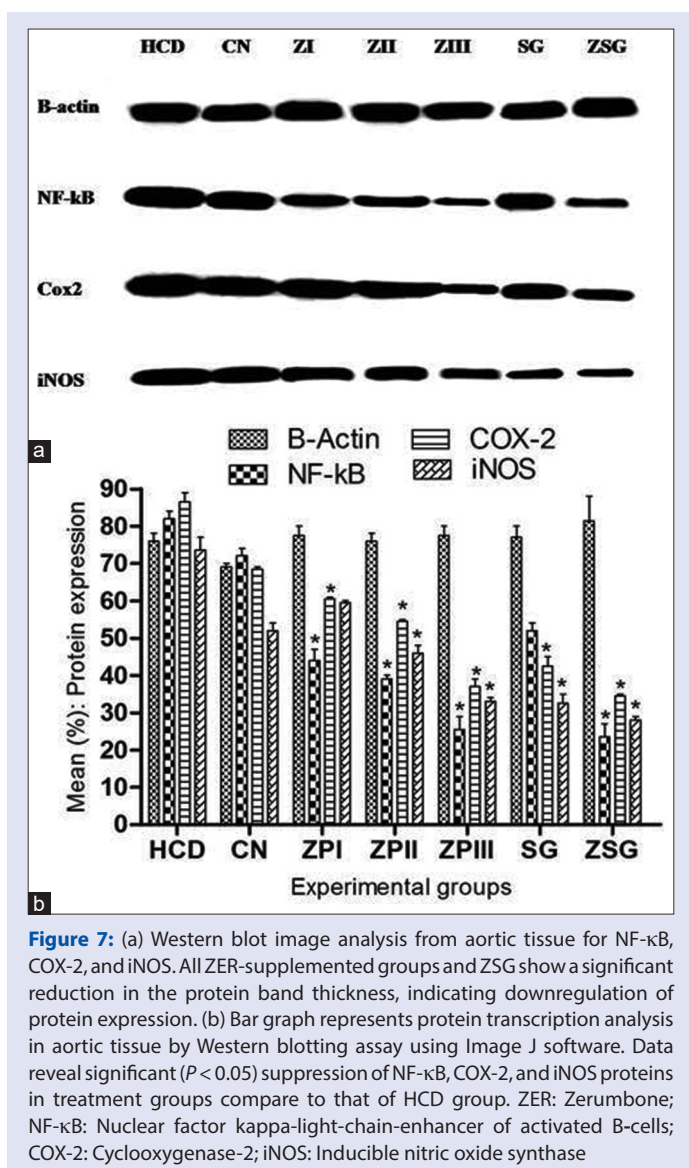 HCD CN ZI ZII ZIII SG ZSG
B-actin
NF-kB
Cox2
iNOS
a
B-Actin COX-2
NF-kB iNOS
Mean (%): Protein expression
90
80
70
60
50
40
30
20
10
0
* * * * * * * * * * * * *
HCD CN ZPI ZPII ZPIII SG ZSG
Experimental groups
b
Figure 7: (a) Western blot image analysis from aortic tissue for NF-κB,
COX-2, and iNOS. All ZER-supplemented groups and ZSG show a significant
reduction in the protein band thickness, indicating downregulation of
protein expression. (b) Bar graph represents protein transcription analysis
in aortic tissue by Western blotting assay using Image J software. Data
reveal significant (P < 0.05) suppression of NF-κB, COX-2, and iNOS proteins
in treatment groups compare to that of HCD group. ZER: Zerumbone;
NF-κB: Nuclear factor kappa-light-chain-enhancer of activated B-cells;
COX-2: Cyclooxygenase-2; iNOS: Inducible nitric oxide synthase